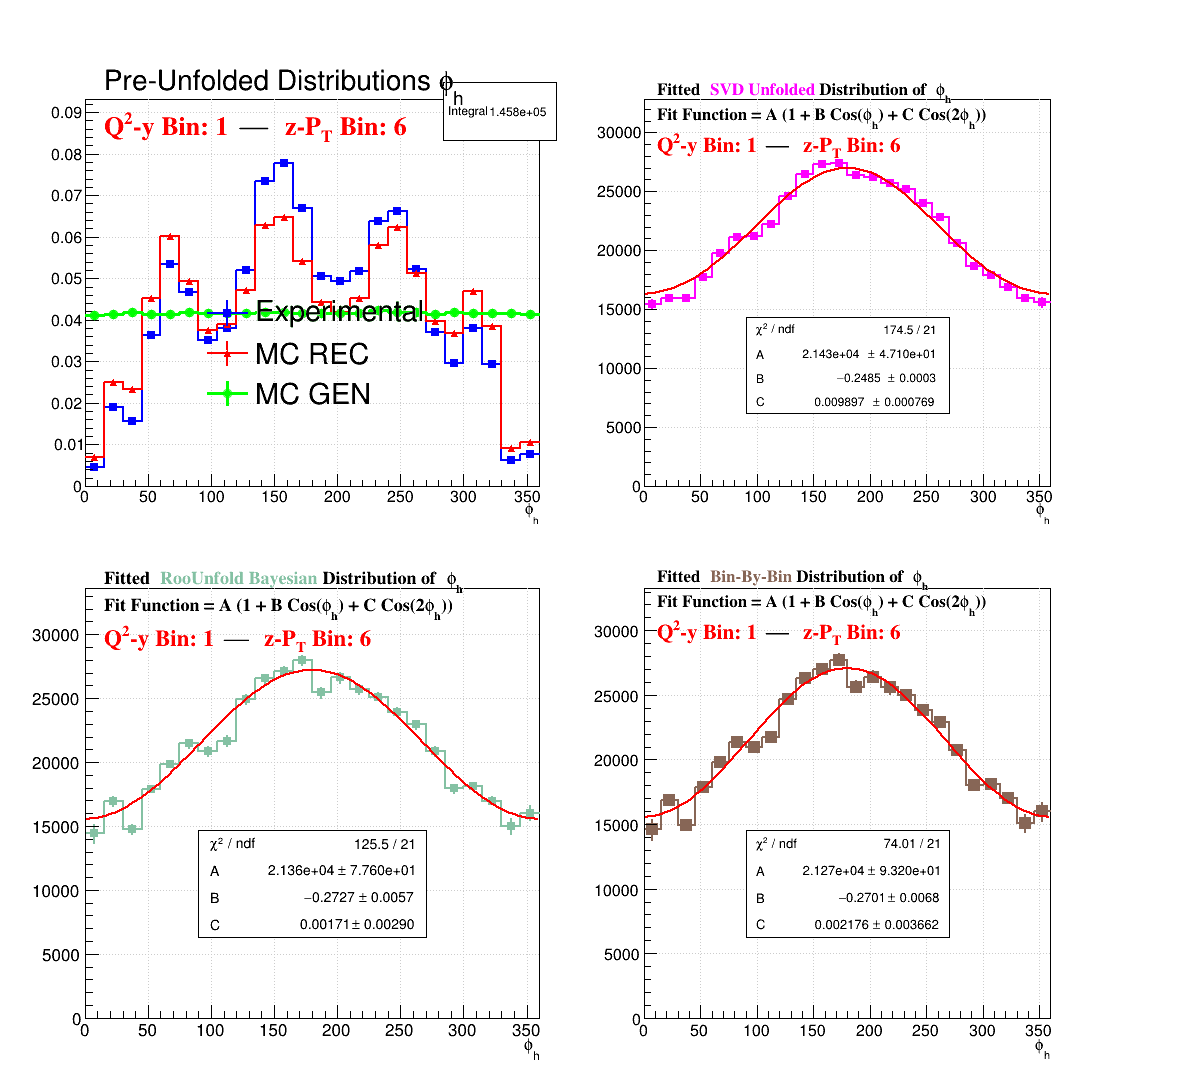 Pre-Unfolded Distributions ϕh
Integral 1.458e+05
Q²-y Bin: 1 — z-PT Bin: 6
0.09
0.08
0.07
0.06
0.05
0.04
0.03
0.02
0.01
0
Experimental
MC REC
MC GEN
0 50 100 150 200 250 300 350
ϕh
Fitted SVD Unfolded Distribution of ϕh
Fit Function = A (1 + B Cos(ϕh) + C Cos(2ϕh))
Q²-y Bin: 1 — z-PT Bin: 6
30000
25000
20000
15000
10000
5000
0
χ² / ndf 174.5 / 21
A 2.143e+04 ± 4.710e+01
B −0.2485 ± 0.0003
C 0.009897 ± 0.000769
0 50 100 150 200 250 300 350
ϕh
Fitted RooUnfold Bayesian Distribution of ϕh
Fit Function = A (1 + B Cos(ϕh) + C Cos(2ϕh))
Q²-y Bin: 1 — z-PT Bin: 6
30000
25000
20000
15000
10000
5000
0
χ² / ndf 125.5 / 21
A 2.136e+04 ± 7.760e+01
B −0.2727 ± 0.0057
C 0.00171 ± 0.00290
0 50 100 150 200 250 300 350
ϕh
Fitted Bin-By-Bin Distribution of ϕh
Fit Function = A (1 + B Cos(ϕh) + C Cos(2ϕh))
Q²-y Bin: 1 — z-PT Bin: 6
30000
25000
20000
15000
10000
5000
0
χ² / ndf 74.01 / 21
A 2.127e+04 ± 9.320e+01
B −0.2701 ± 0.0068
C 0.002176 ± 0.003662
0 50 100 150 200 250 300 350
ϕh